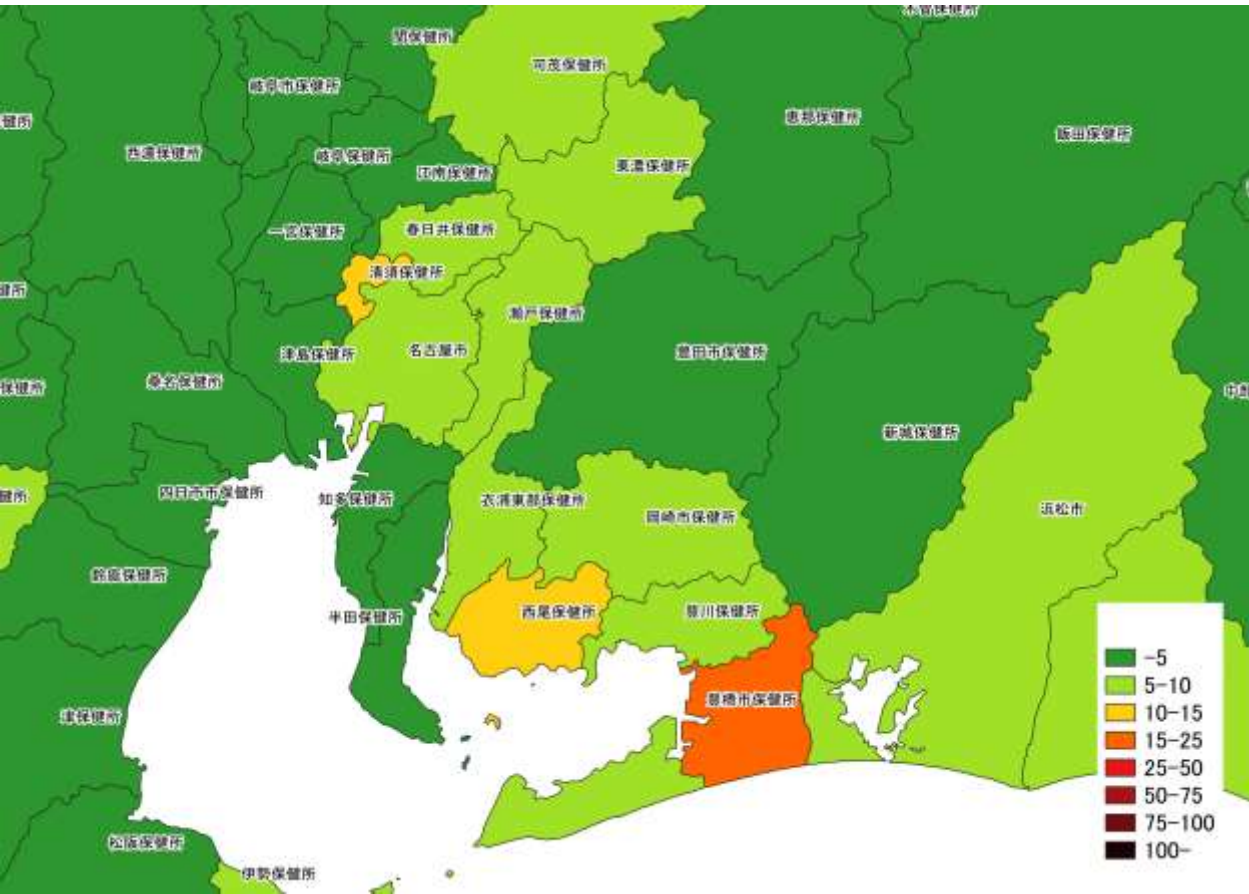 関保健所
可茂保健所
岐阜市保健所
恵那保健所
健所
飯田保健所
西濃保健所
岐阜保健所
東濃保健所
江南保健所
春日井保健所
一宮保健所
清須保健所
健所
瀬戸保健所
津島保健所
名古屋市
豊田市保健所
桑名保健所
保健所
新城保健所
四日市市保健所
知多保健所
衣浦東部保健所
健所
岡崎市保健所
浜松市
鈴鹿保健所
半田保健所
西尾保健所
豊川保健所
豊橋市保健所
津保健所
松阪保健所
伊勢保健所
-5
5-10
10-15
15-25
25-50
50-75
75-100
100-